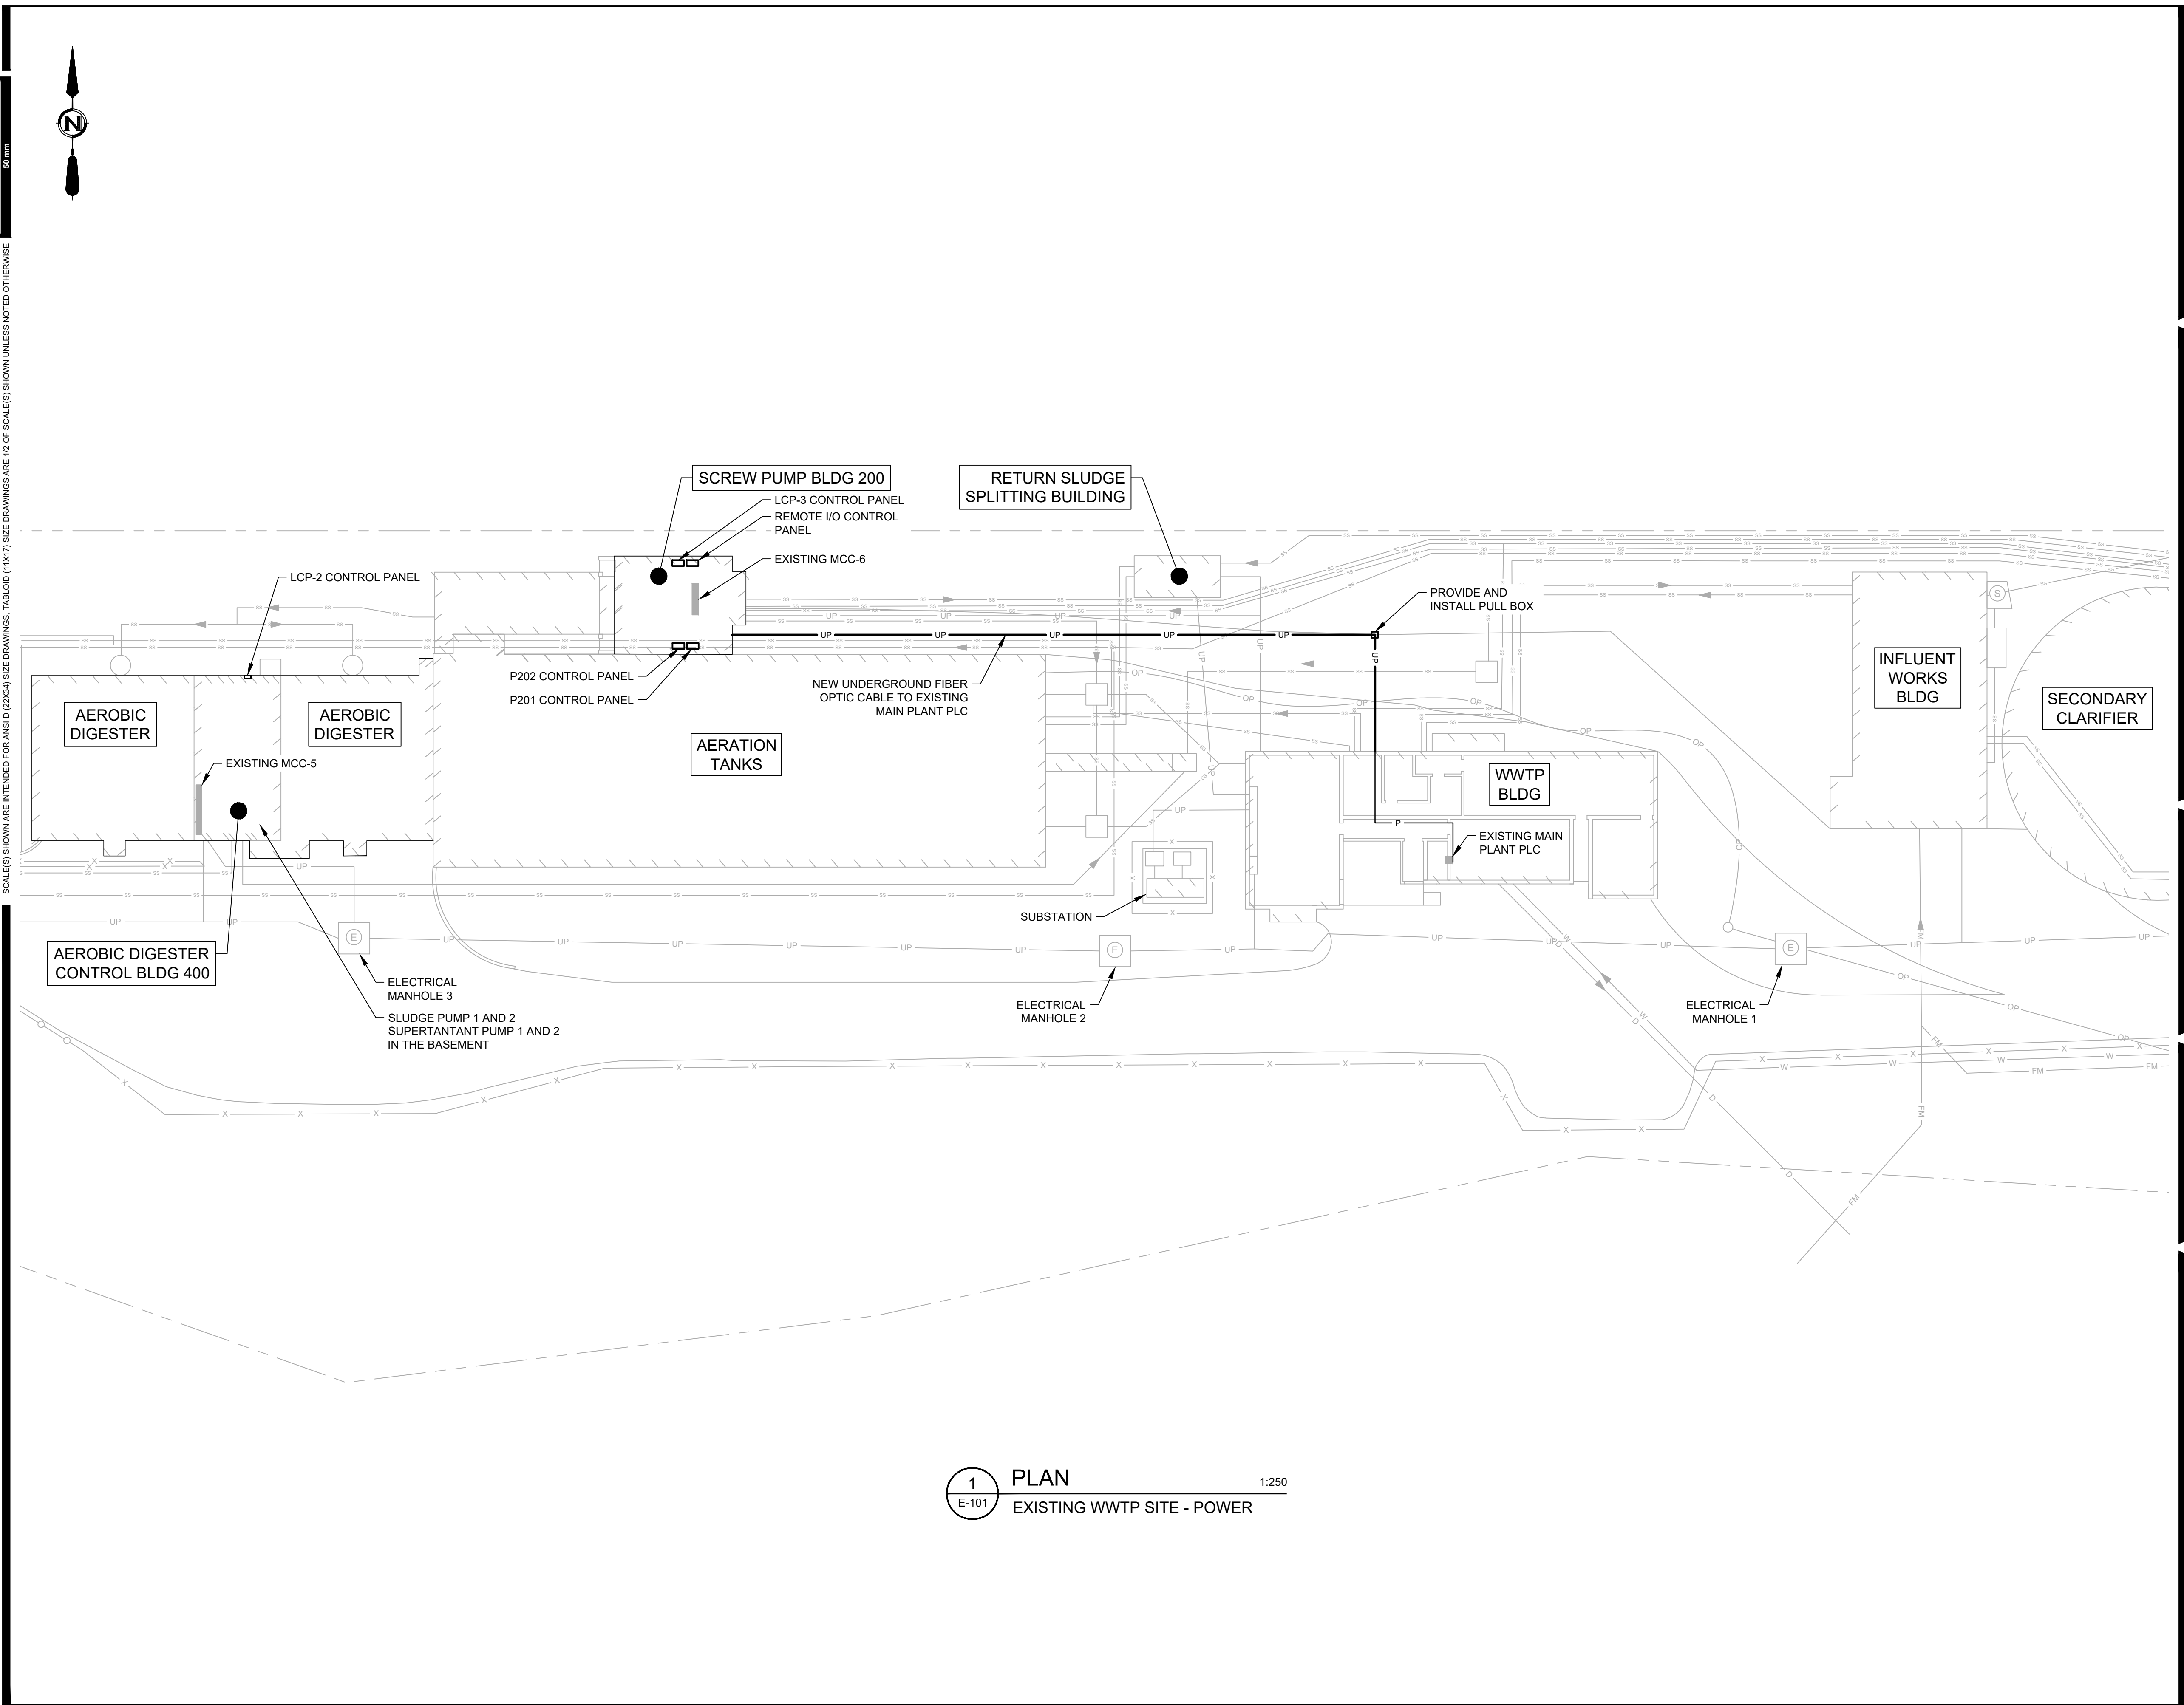 N
50 mm
SCALE(S) SHOWN ARE INTENDED FOR ANSI D (22X34) SIZE DRAWINGS. TABLOID (11X17) SIZE DRAWINGS ARE 1/2 OF SCALE(S) SHOWN UNLESS NOTED OTHERWISE
SCREW PUMP BLDG 200
LCP-3 CONTROL PANEL
REMOTE I/O CONTROL
PANEL
EXISTING MCC-6
RETURN SLUDGE
SPLITTING BUILDING
LCP-2 CONTROL PANEL
PROVIDE AND
INSTALL PULL BOX
P202 CONTROL PANEL
P201 CONTROL PANEL
NEW UNDERGROUND FIBER
OPTIC CABLE TO EXISTING
MAIN PLANT PLC
UP
UP
UP
UP
UP
UP
P
AEROBIC
DIGESTER
AEROBIC
DIGESTER
EXISTING MCC-5
AERATION
TANKS
WWTP
BLDG
EXISTING MAIN
PLANT PLC
INFLUENT
WORKS
BLDG
SECONDARY
CLARIFIER
S
SUBSTATION
E
E
E
AEROBIC DIGESTER
CONTROL BLDG 400
ELECTRICAL
MANHOLE 3
SLUDGE PUMP 1 AND 2
SUPERTANTANT PUMP 1 AND 2
IN THE BASEMENT
ELECTRICAL
MANHOLE 2
ELECTRICAL
MANHOLE 1
1
E-101
PLAN
1:250
EXISTING WWTP SITE - POWER